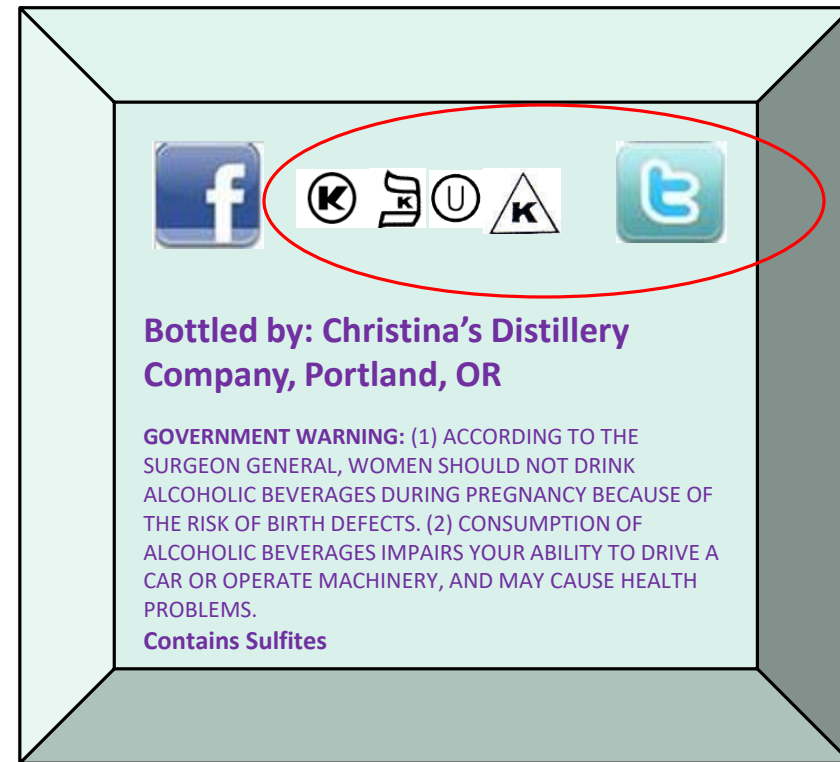 f K K U K t
Bottled by: Christina’s Distillery
Company, Portland, OR
GOVERNMENT WARNING: (1) ACCORDING TO THE
SURGEON GENERAL, WOMEN SHOULD NOT DRINK
ALCOHOLIC BEVERAGES DURING PREGNANCY BECAUSE OF
THE RISK OF BIRTH DEFECTS. (2) CONSUMPTION OF
ALCOHOLIC BEVERAGES IMPAIRS YOUR ABILITY TO DRIVE A
CAR OR OPERATE MACHINERY, AND MAY CAUSE HEALTH
PROBLEMS.
Contains Sulfites